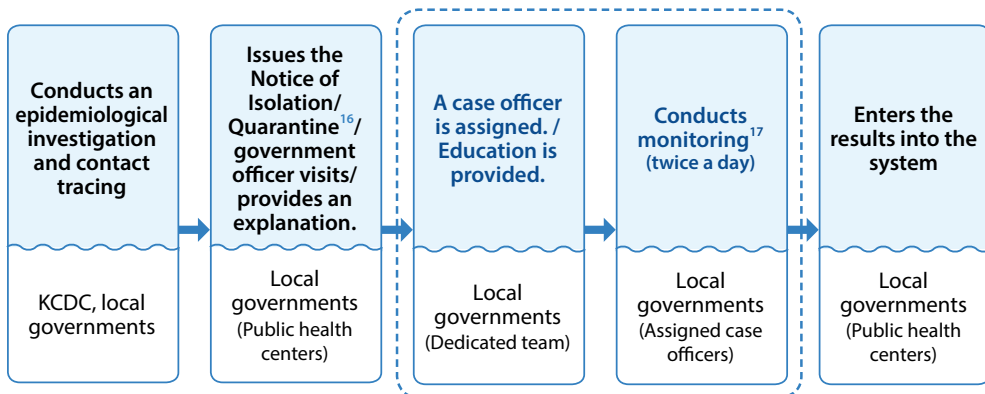 Conducts an
epidemiological
investigation
and contact
tracing
KCDC, local
governments
Issues the
Notice of
Isolation/
Quarantine16/
government
officer visits/
provides an
explanation.
Local
governments
(Public health
centers)
A case officer
is assigned. /
Education is
provided.
Local
governments
(Dedicated team)
Conducts
monitoring17
(twice a day)
Local
governments
(Assigned case
officers)
Enters the
results into the
system
Local
governments
(Public health
centers)